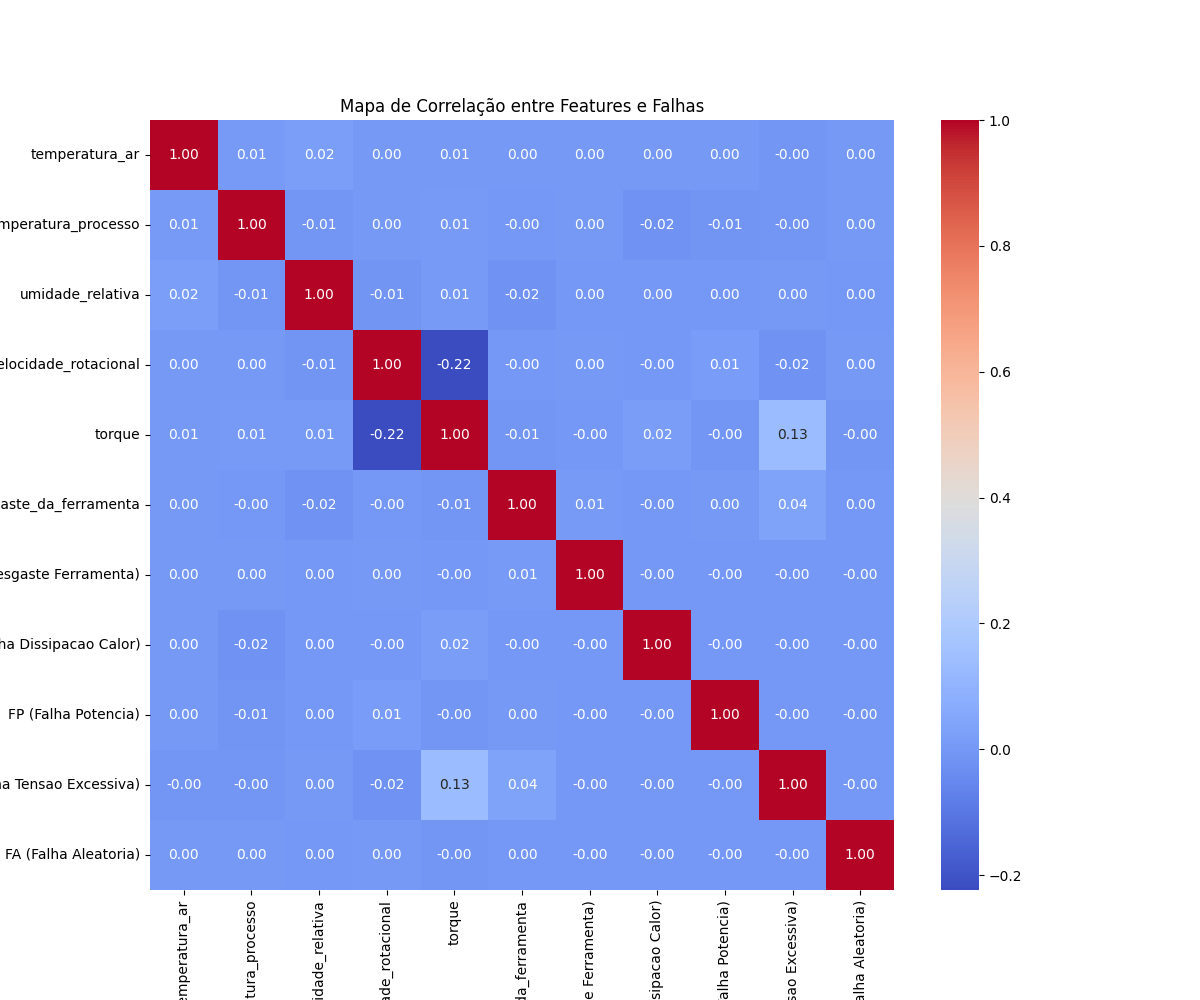 Mapa de Correlação entre Features e Falhas
temperatura_ar 1.00 0.01 0.02 0.00 0.01 0.00 0.00 0.00 0.00 -0.00 0.00
mperatura_processo 0.01 1.00 -0.01 0.00 0.01 -0.00 0.00 -0.02 -0.01 -0.00 0.00
umidade_relativa 0.02 -0.01 1.00 -0.01 0.01 -0.02 0.00 0.00 0.00 0.00 0.00
elocidade_rotacional 0.00 0.00 -0.01 1.00 -0.22 -0.00 0.00 -0.00 0.01 -0.02 0.00
torque 0.01 0.01 0.01 -0.22 1.00 -0.01 -0.00 0.02 -0.00 0.13 -0.00
aste_da_ferramenta 0.00 -0.00 -0.02 -0.00 -0.01 1.00 0.01 -0.00 0.00 0.04 0.00
esgaste Ferramenta) 0.00 0.00 0.00 0.00 -0.00 0.01 1.00 -0.00 -0.00 -0.00 -0.00
ha Dissipacao Calor) 0.00 -0.02 0.00 -0.00 0.02 -0.00 -0.00 1.00 -0.00 -0.00 -0.00
FP (Falha Potencia) 0.00 -0.01 0.00 0.01 -0.00 0.00 -0.00 -0.00 1.00 -0.00 -0.00
a Tensao Excessiva) -0.00 -0.00 0.00 -0.02 0.13 0.04 -0.00 -0.00 -0.00 1.00 -0.00
FA (Falha Aleatoria) 0.00 0.00 0.00 0.00 -0.00 0.00 -0.00 -0.00 -0.00 -0.00 1.00
emperatura_ar
tura_processo
idade_relativa
ade_rotacional
torque
da_ferramenta
e Ferramenta)
sipacao Calor)
alha Potencia)
sao Excessiva)
alha Aleatoria)
1.0
0.8
0.6
0.4
0.2
0.0
−0.2